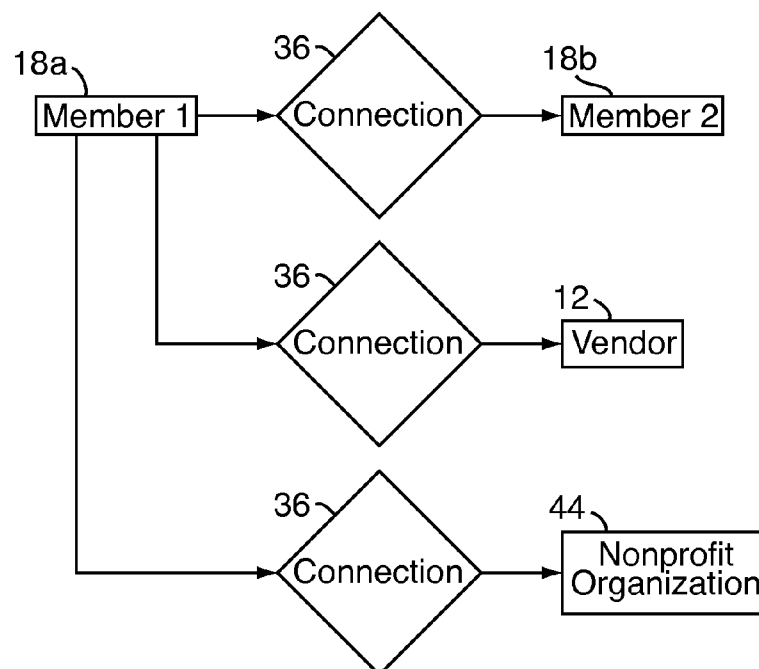 36
18a
18b
Member 1
Connection
Member 2
36
12
Connection
Vendor
36
44
Connection
Nonprofit
Organization